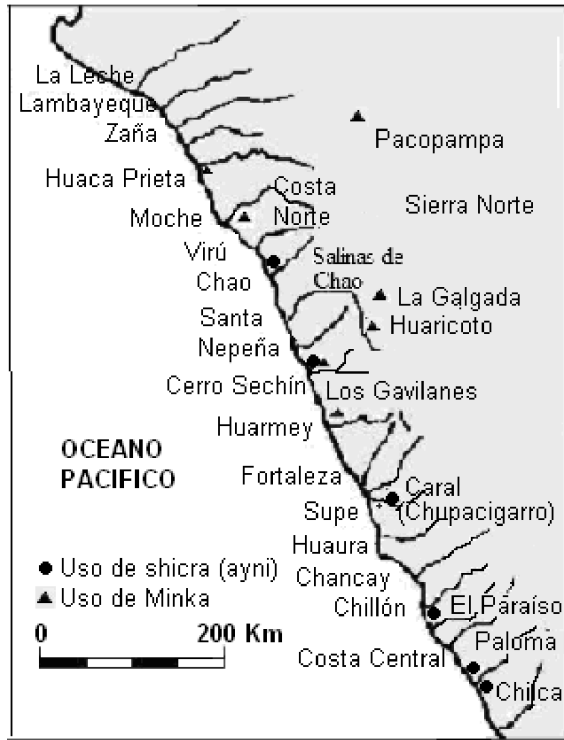 La Leche
Lambayeque
Zaña
Pacopampa
Huaca Prieta
Costa
Norte
Sierra Norte
Moche
Virú
Salinas de
Chao
Chao
La Galgada
Santa
Huaricoto
Nepeña
Cerro Sechín
Los Gavilanes
Huarmey
OCEANO
PACIFICO
Fortaleza
Caral
(Chupacigarro)
Supe
Huaura
Uso de shicra (ayni)
Chancay
Uso de Minka
Chillón
El Paraíso
0 200 Km
Paloma
Costa Central
Chilca